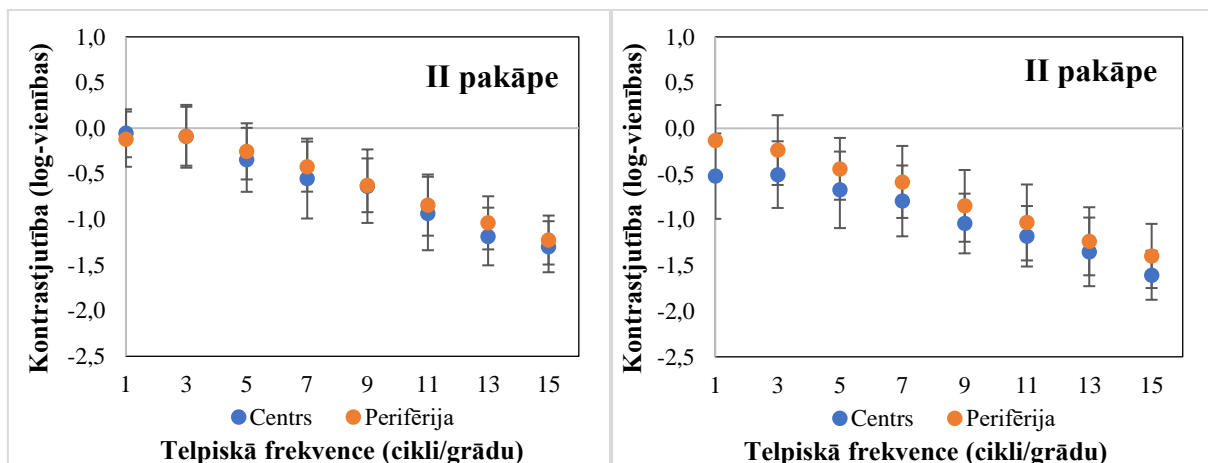 Kontrastjutība (log-vienības)
1,0
0,5
0,0
-0,5
-1,0
-1,5
-2,0
-2,5
II pakāpe
1 3 5 7 9 11 13 15
Centrs Perifērija
Telpiskā frekvence (cikli/grādu)
Kontrastjutība (log-vienības)
1,0
0,5
0,0
-0,5
-1,0
-1,5
-2,0
-2,5
II pakāpe
1 3 5 7 9 11 13 15
Centrs Perifērija
Telpiskā frekvence (cikli/grādu)